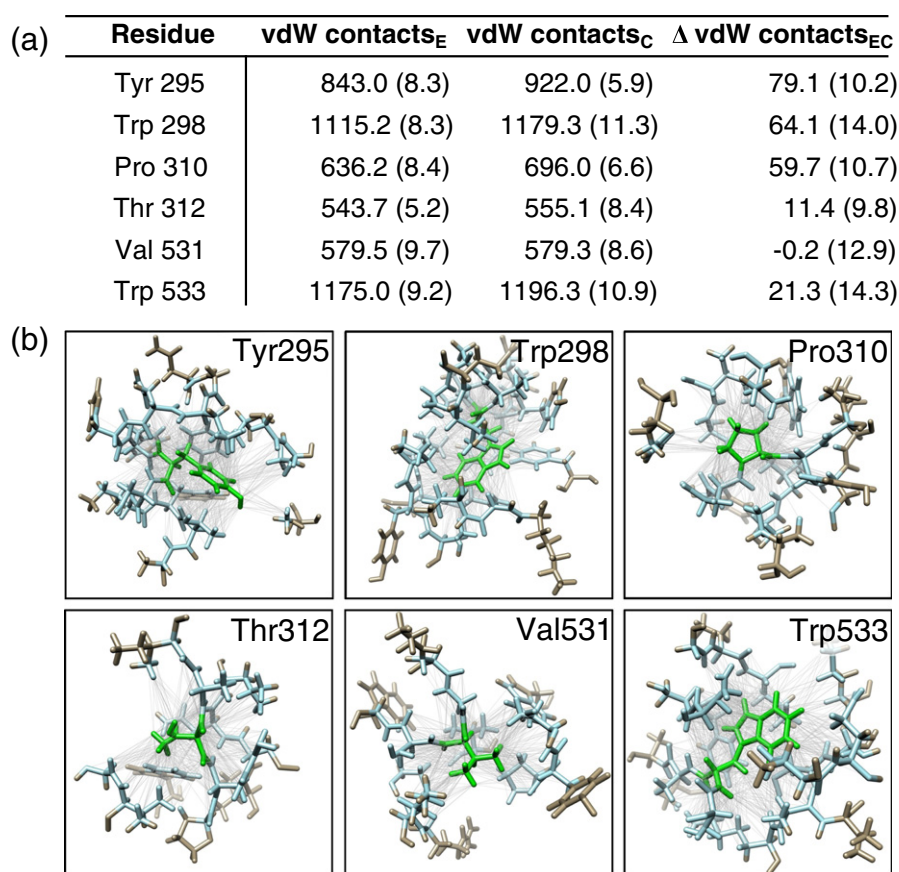 (a) Residue vdW contactsE vdW contactsC Δ vdW contactsEC
Tyr 295 843.0 (8.3) 922.0 (5.9) 79.1 (10.2)
Trp 298 1115.2 (8.3) 1179.3 (11.3) 64.1 (14.0)
Pro 310 636.2 (8.4) 696.0 (6.6) 59.7 (10.7)
Thr 312 543.7 (5.2) 555.1 (8.4) 11.4 (9.8)
Val 531 579.5 (9.7) 579.3 (8.6) -0.2 (12.9)
Trp 533 1175.0 (9.2) 1196.3 (10.9) 21.3 (14.3)
(b) Tyr295 Trp298 Pro310
Thr312 Val531 Trp533